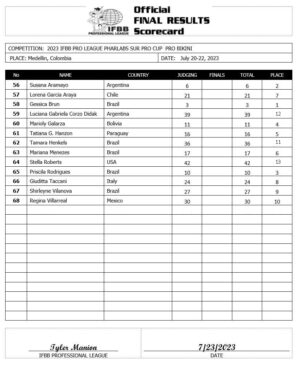 Official
FINAL RESULTS
Scorecard
IFBB
PROFESSIONAL LEAGUE
COMPETITION: 2023 IFBB PRO LEAGUE PHARLABS SUR PRO CUP PRO BIKINI
PLACE: Medellin, Colombia DATE: July 20-22, 2023
No NAME COUNTRY JUDGING FINALS TOTAL PLACE
56 Susana Aramayo Argentina 6 6 2
57 Lorena Garcia Araya Chile 21 21 7
58 Gessica Brun Brazil 3 3 1
59 Luciana Gabriela Corzo Didak Argentina 39 39 12
60 Mariely Galarza Bolivia 11 11 4
61 Tatiana G. Hanzon Paraguay 16 16 5
62 Tamara Henkels Brazil 36 36 11
63 Mariana Menezes Brazil 17 17 6
64 Stella Roberts USA 42 42 13
65 Priscila Rodrigues Brazil 10 10 3
66 Giuditta Tacconi Italy 24 24 8
67 Shirleyne Vilanova Brazil 27 27 9
68 Regina Villarreal Mexico 30 30 10
Tyler Manion 7/23/2023
IFBB PROFESSIONAL LEAGUE DATE